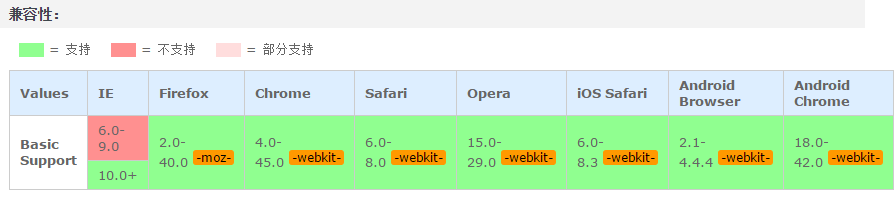 兼容性：
= 支持 = 不支持 = 部分支持
Values IE Firefox Chrome Safari Opera iOS Safari Android Browser Android Chrome
Basic Support
6.0-9.0
10.0+
2.0-40.0 -moz-
4.0-45.0 -webkit-
6.0-8.0 -webkit-
15.0-29.0 -webkit-
6.0-8.3 -webkit-
2.1-4.4.4 -webkit-
18.0-42.0 -webkit-